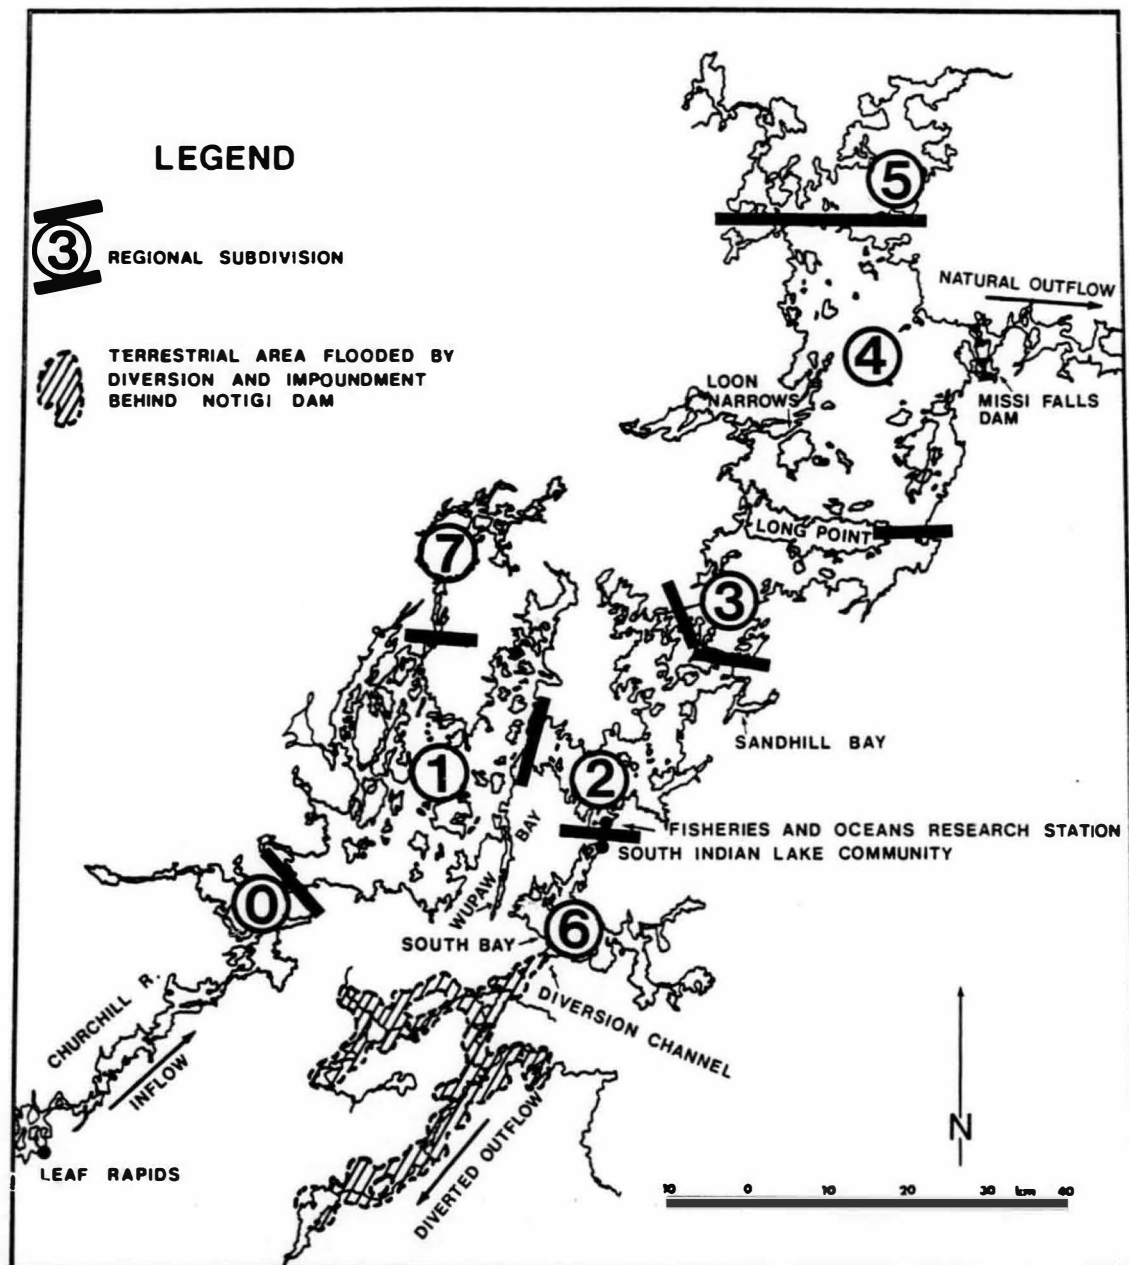 LEGEND
3
REGIONAL SUBDIVISION
TERRESTRIAL AREA FLOODED BY
DIVERSION AND IMPOUNDMENT
BEHIND NOTIGI DAM
5
NATURAL OUTFLOW
4
LOON
NARROWS
MISSI FALLS
DAM
LONG POINT
7
3
SANDHILL BAY
1
2
WUPAW BAY
FISHERIES AND OCEANS RESEARCH STATION
SOUTH INDIAN LAKE COMMUNITY
0
6
SOUTH BAY
DIVERSION CHANNEL
CHURCHILL R.
INFLOW
DIVERTED OUTFLOW
LEAF RAPIDS
N
10 0 10 20 30 km 40